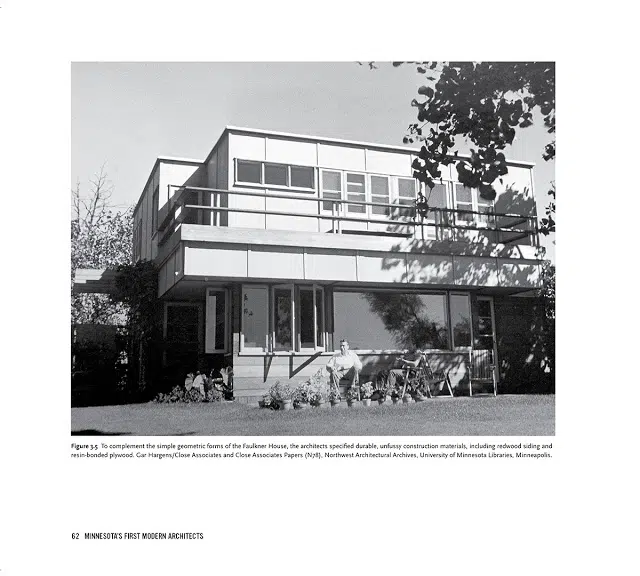 Figure 3.5 To complement the simple geometric forms of the Faulkner House, the architects specified durable, unfussy construction materials, including redwood siding and
resin-bonded plywood. Gar Hargens/Close Associates and Close Associates Papers (N78), Northwest Architectural Archives, University of Minnesota Libraries, Minneapolis.
62 MINNESOTA'S FIRST MODERN ARCHITECTS